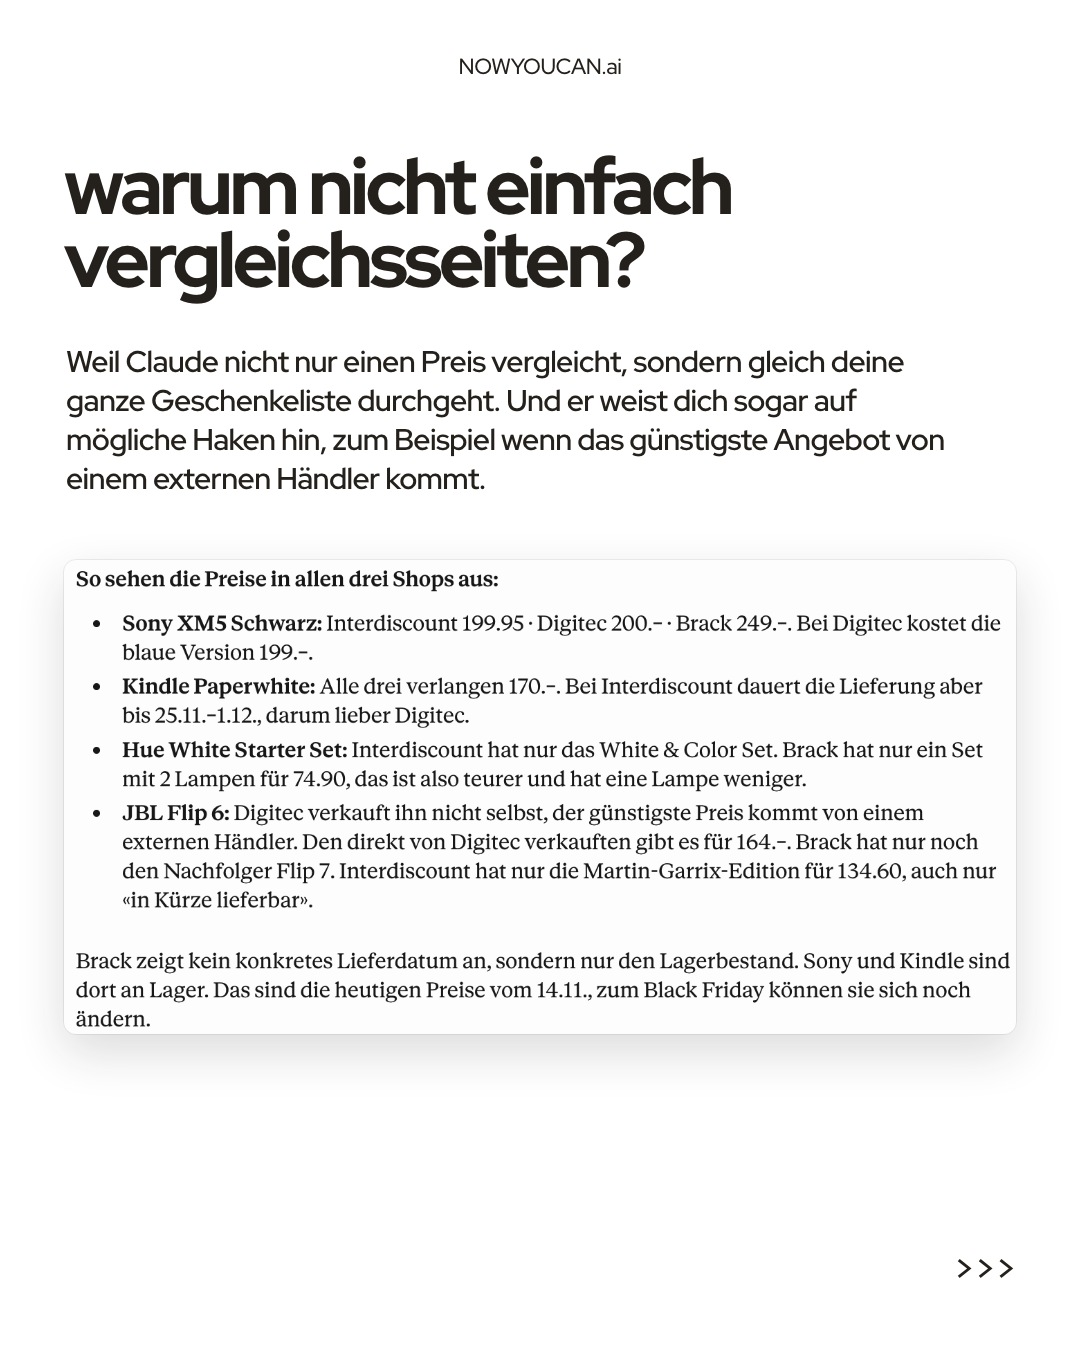 NOWYOUCAN.ai
warum nicht einfach
vergleichsseiten?
Weil Claude nicht nur einen Preis vergleicht, sondern gleich deine
ganze Geschenkeliste durchgeht. Und er weist dich sogar auf
mögliche Haken hin, zum Beispiel wenn das günstigste Angebot von
einem externen Händler kommt.
So sehen die Preise in allen drei Shops aus:
• Sony XM5 Schwarz: Interdiscount 199.95 · Digitec 200.– · Brack 249.–. Bei Digitec kostet die
blaue Version 199.–.
• Kindle Paperwhite: Alle drei verlangen 170.–. Bei Interdiscount dauert die Lieferung aber
bis 25.11.–1.12., darum lieber Digitec.
• Hue White Starter Set: Interdiscount hat nur das White & Color Set. Brack hat nur ein Set
mit 2 Lampen für 74.90, das ist also teurer und hat eine Lampe weniger.
• JBL Flip 6: Digitec verkauft ihn nicht selbst, der günstigste Preis kommt von einem
externen Händler. Den direkt von Digitec verkauften gibt es für 164.–. Brack hat nur noch
den Nachfolger Flip 7. Interdiscount hat nur die Martin-Garrix-Edition für 134.60, auch nur
«in Kürze lieferbar».
Brack zeigt kein konkretes Lieferdatum an, sondern nur den Lagerbestand. Sony und Kindle sind
dort an Lager. Das sind die heutigen Preise vom 14.11., zum Black Friday können sie sich noch
ändern.
>>>